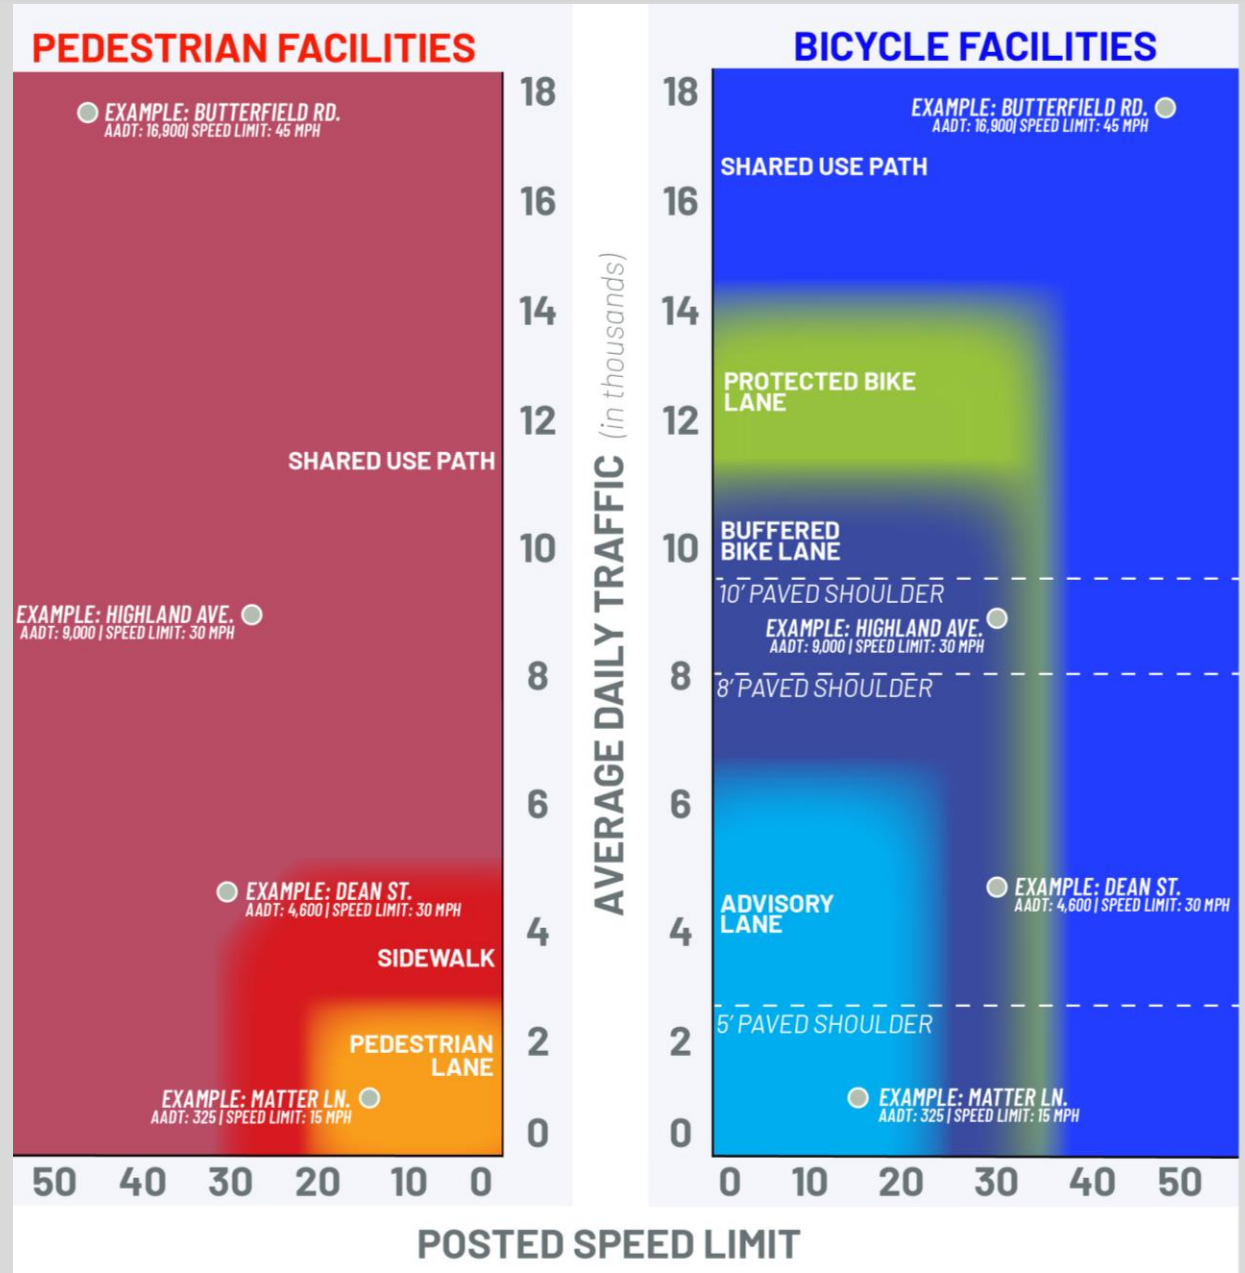 PEDESTRIAN FACILITIES
EXAMPLE: BUTTERFIELD RD.
AADT: 16,900| SPEED LIMIT: 45 MPH
SHARED USE PATH
EXAMPLE: HIGHLAND AVE.
AADT: 9,000 | SPEED LIMIT: 30 MPH
EXAMPLE: DEAN ST.
AADT: 4,600 | SPEED LIMIT: 30 MPH
SIDEWALK
PEDESTRIAN
LANE
EXAMPLE: MATTER LN.
AADT: 325 | SPEED LIMIT: 15 MPH
18
16
14
12
10
8
6
4
2
0
50 40 30 20 10 0
AVERAGE DAILY TRAFFIC (in thousands)
BICYCLE FACILITIES
18
16
14
12
10
8
6
4
2
0
EXAMPLE: BUTTERFIELD RD.
AADT: 16,900| SPEED LIMIT: 45 MPH
SHARED USE PATH
PROTECTED BIKE
LANE
BUFFERED
BIKE LANE
10' PAVED SHOULDER
EXAMPLE: HIGHLAND AVE.
AADT: 9,000 | SPEED LIMIT: 30 MPH
8' PAVED SHOULDER
EXAMPLE: DEAN ST.
AADT: 4,600 | SPEED LIMIT: 30 MPH
ADVISORY
LANE
5' PAVED SHOULDER
EXAMPLE: MATTER LN.
AADT: 325 | SPEED LIMIT: 15 MPH
0 10 20 30 40 50
POSTED SPEED LIMIT